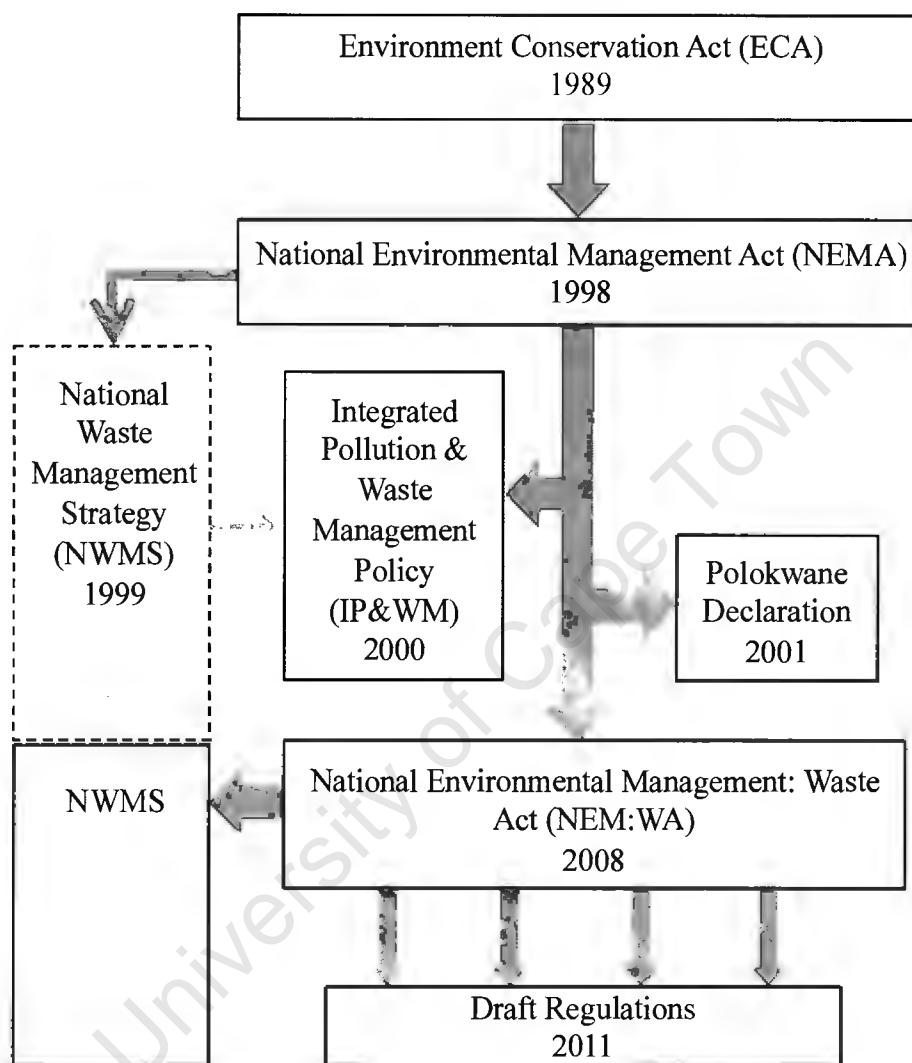 Environment Conservation Act (ECA)
1989
National Environmental Management Act (NEMA)
1998
National
Waste
Management
Strategy
(NWMS)
1999
Integrated
Pollution &
Waste
Management
Policy
(IP&WM)
2000
Polokwane
Declaration
2001
National Environmental Management: Waste
Act (NEM:WA)
2008
NWMS
Draft Regulations
2011
University of Cape Town